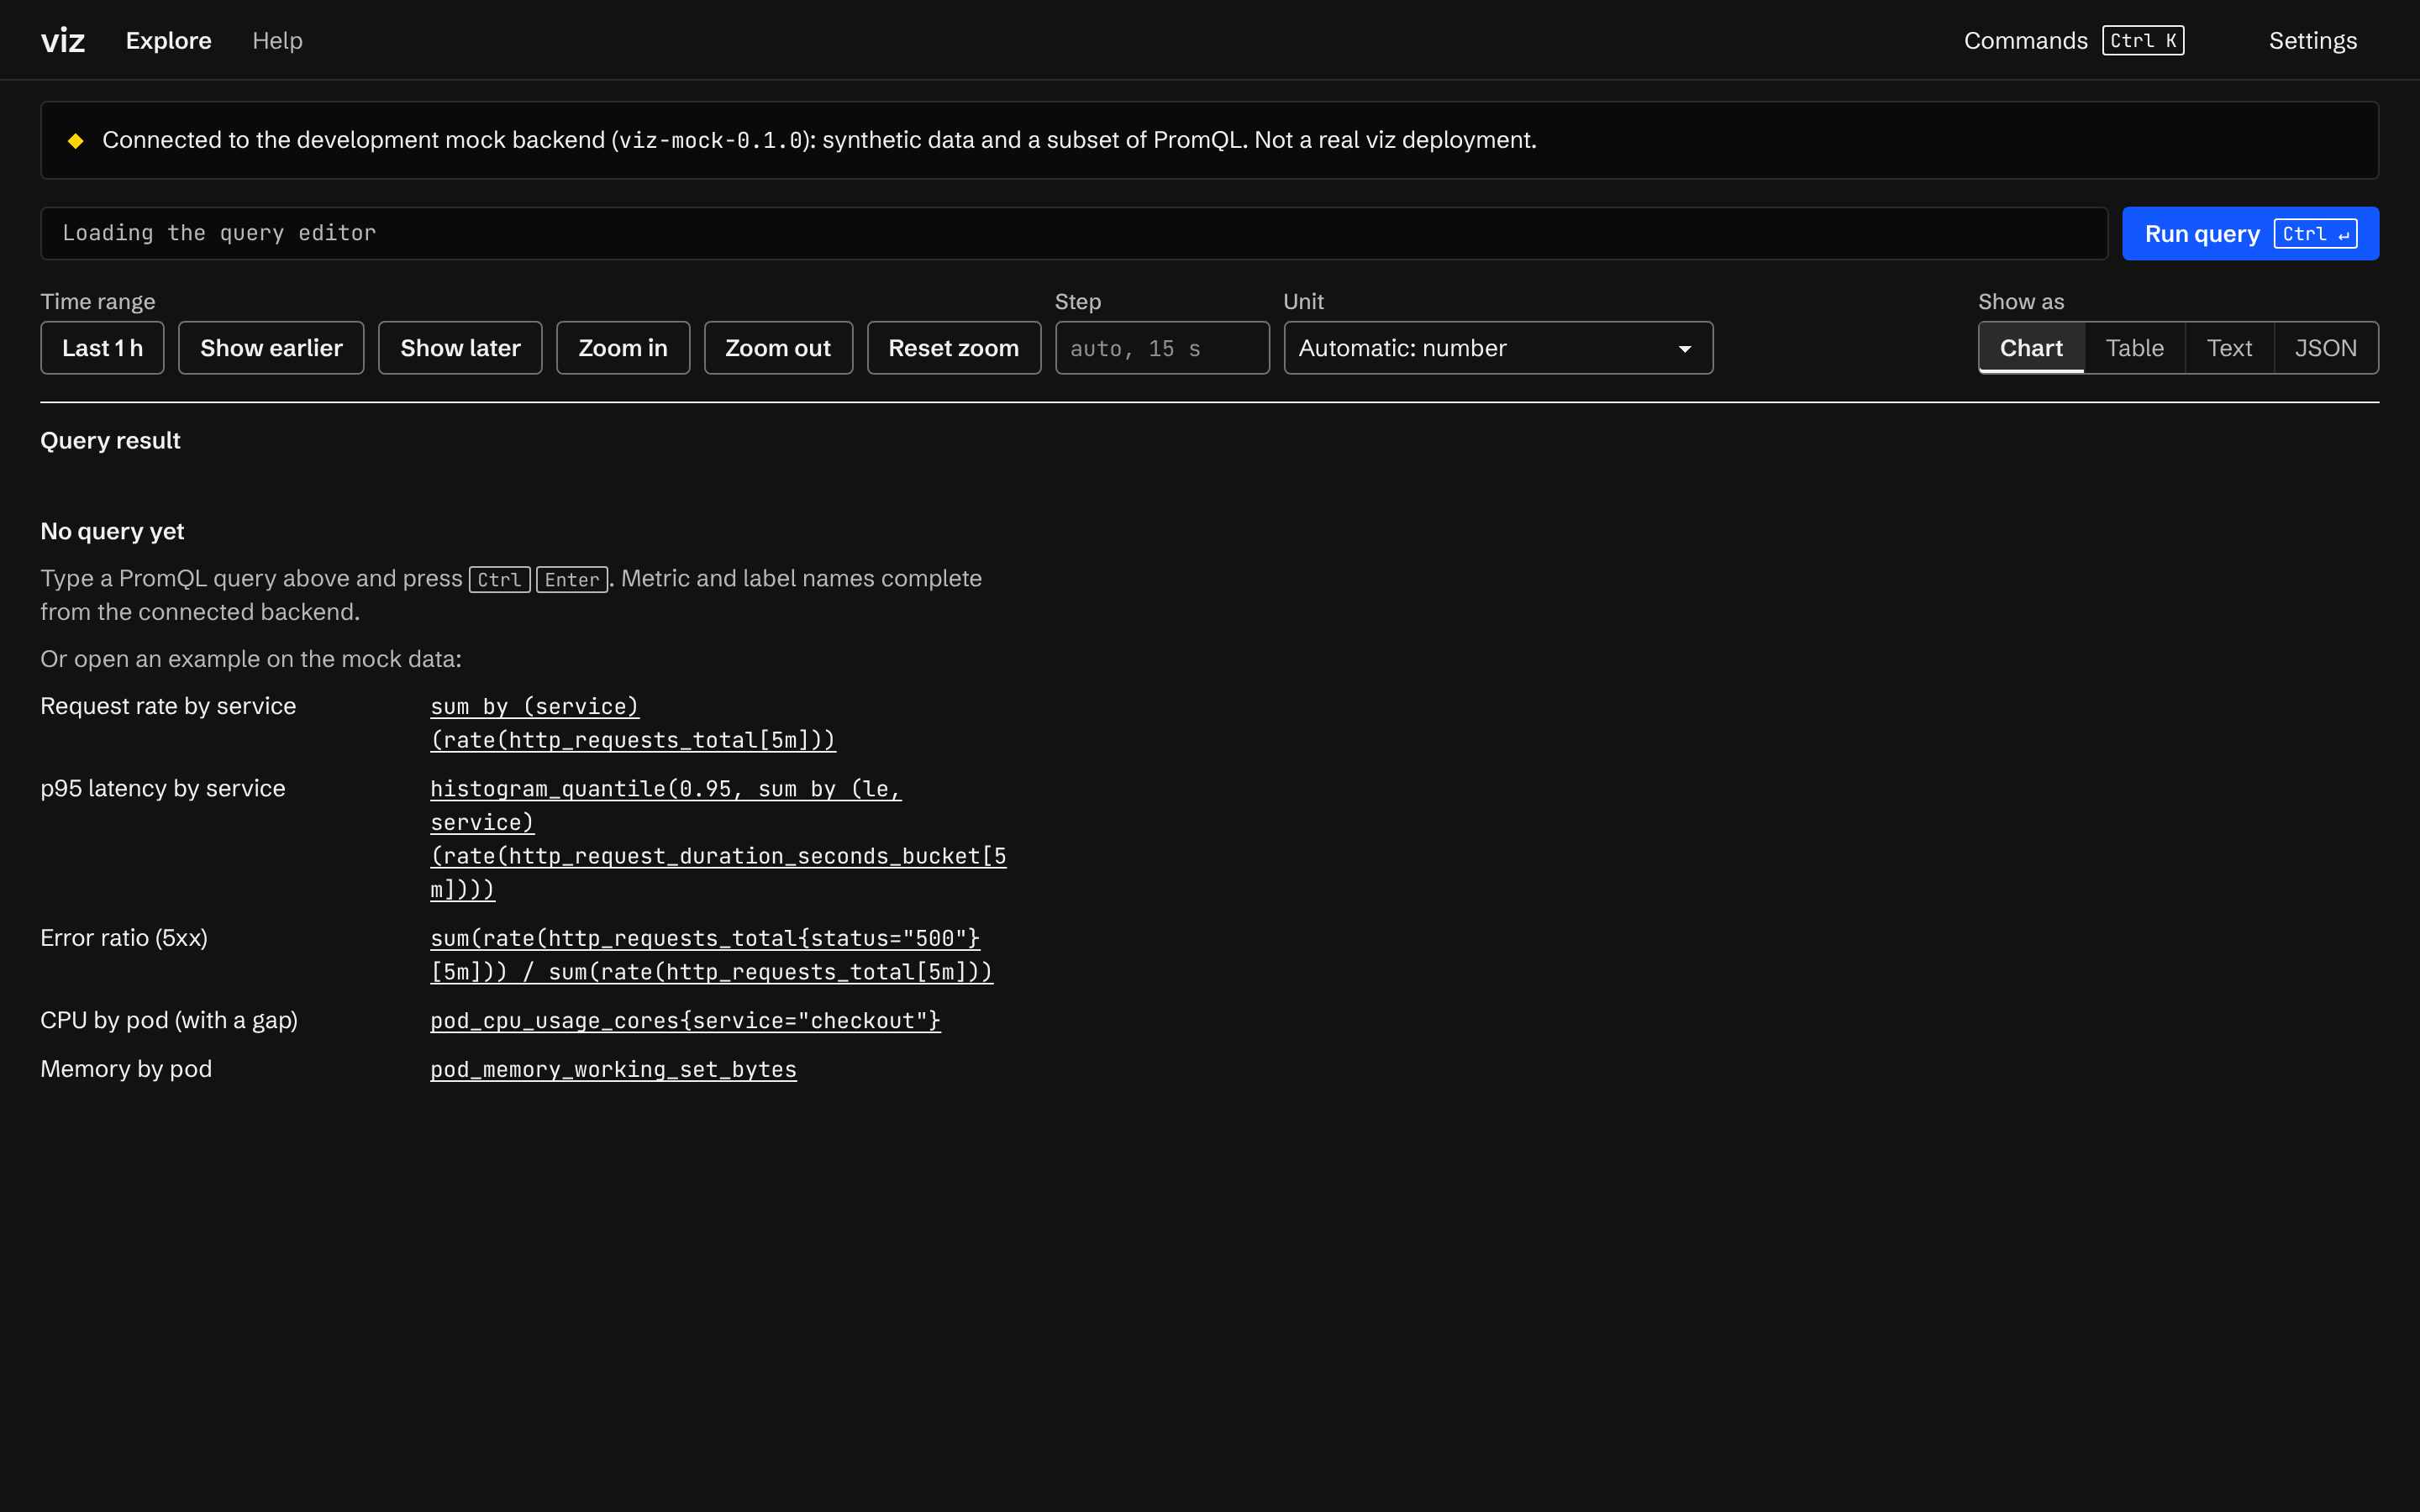 viz Explore Help Commands Ctrl K Settings
Connected to the development mock backend (viz-mock-0.1.0): synthetic data and a subset of PromQL. Not a real viz deployment.
Loading the query editor Run query Ctrl ↵
Time range Step Unit Show as
Last 1 h Show earlier Show later Zoom in Zoom out Reset zoom auto, 15 s Automatic: number Chart Table Text JSON
Query result
No query yet
Type a PromQL query above and press Ctrl Enter. Metric and label names complete
from the connected backend.
Or open an example on the mock data:
Request rate by service sum by (service)
(rate(http_requests_total[5m]))
p95 latency by service histogram_quantile(0.95, sum by (le,
service)
(rate(http_request_duration_seconds_bucket[5
m])))
Error ratio (5xx) sum(rate(http_requests_total{status="500"}
[5m])) / sum(rate(http_requests_total[5m]))
CPU by pod (with a gap) pod_cpu_usage_cores{service="checkout"}
Memory by pod pod_memory_working_set_bytes